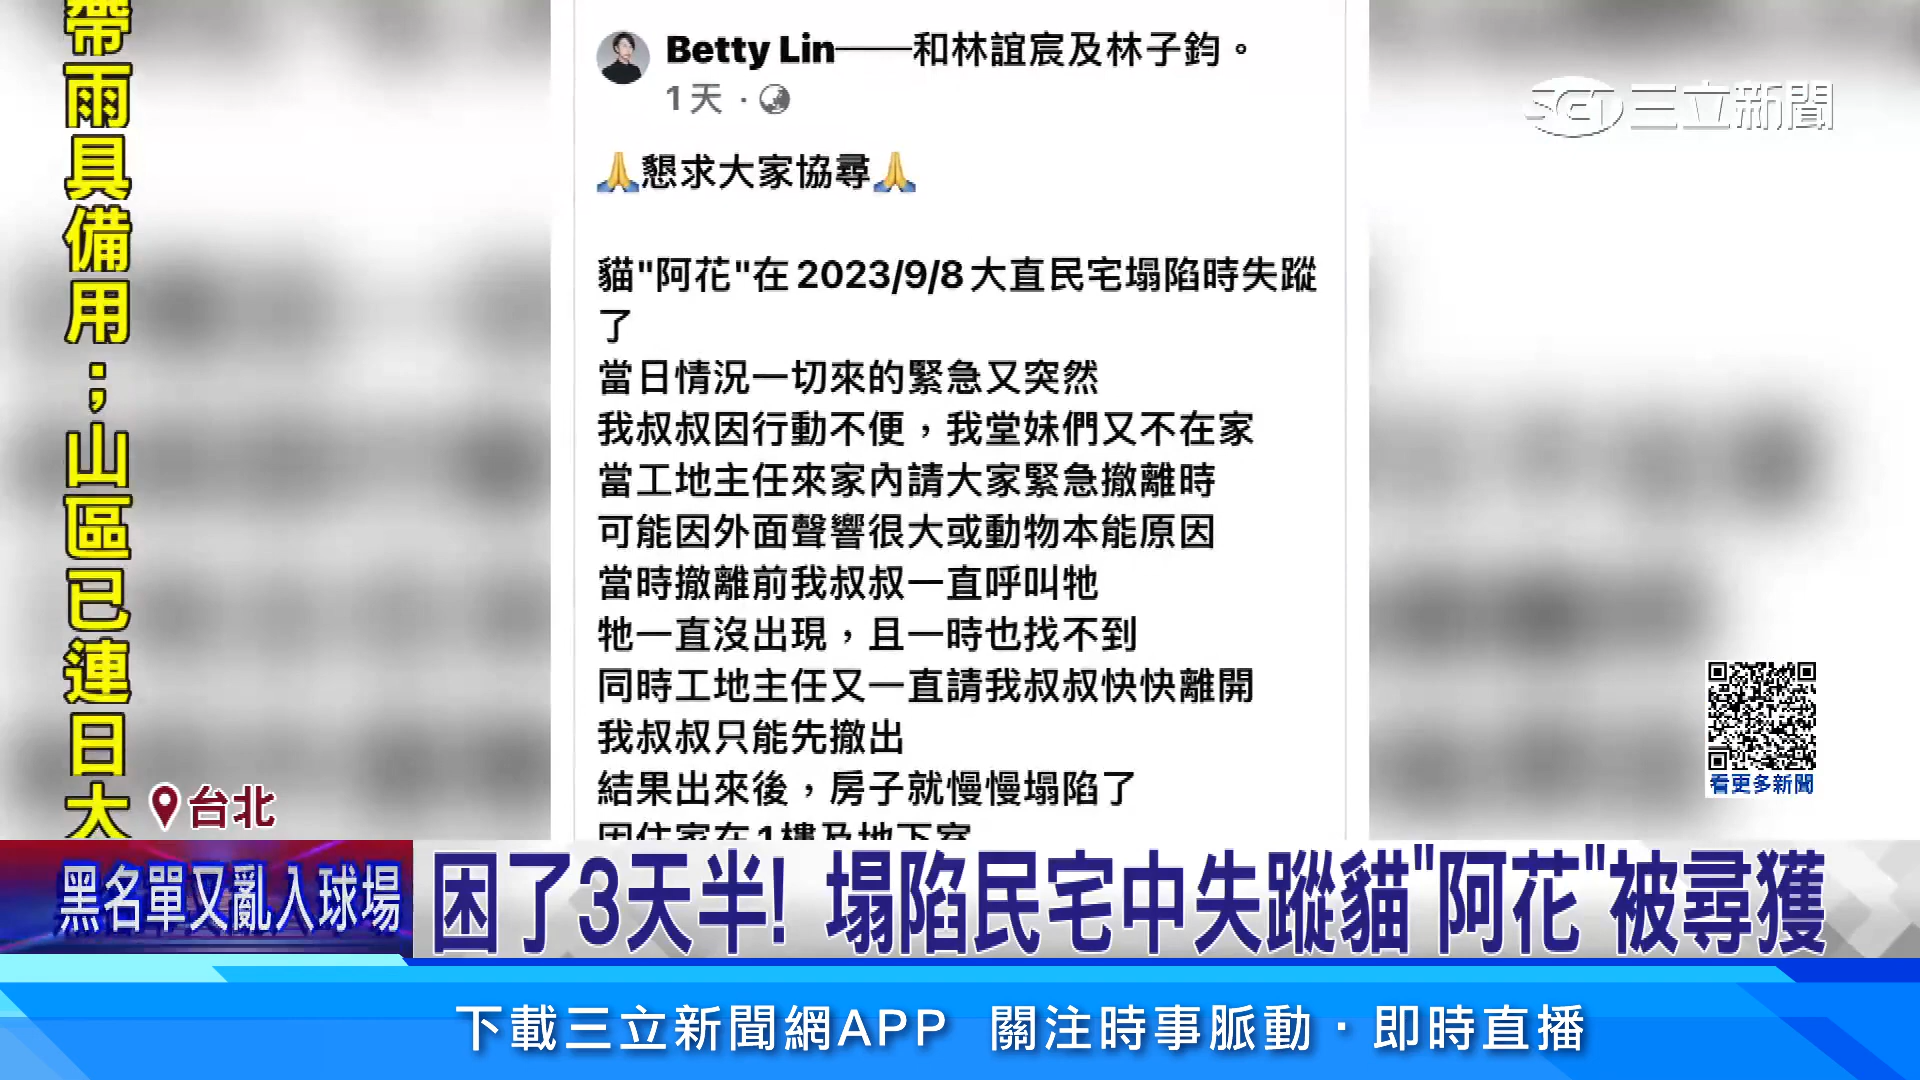 帶雨具備用；山區已連日大
Betty Lin——和林誼宸及林子鈞。
1天 ·
SET三立新聞
🙏懇求大家協尋🙏
貓"阿花"在2023/9/8大直民宅塌陷時失蹤
了
當日情況一切來的緊急又突然
我叔叔因行動不便，我堂妹們又不在家
當工地主任來家內請大家緊急撤離時
可能因外面聲響很大或動物本能原因
當時撤離前我叔叔一直呼叫牠
牠一直沒出現，且一時也找不到
同時工地主任又一直請我叔叔快快離開
我叔叔只能先撤出
結果出來後，房子就慢慢塌陷了
因住家在1樓及地下室
看更多新聞
台北
黑名單又亂入球場
困了3天半! 塌陷民宅中失蹤貓"阿花"被尋獲
下載三立新聞網APP 關注時事脈動·即時直播